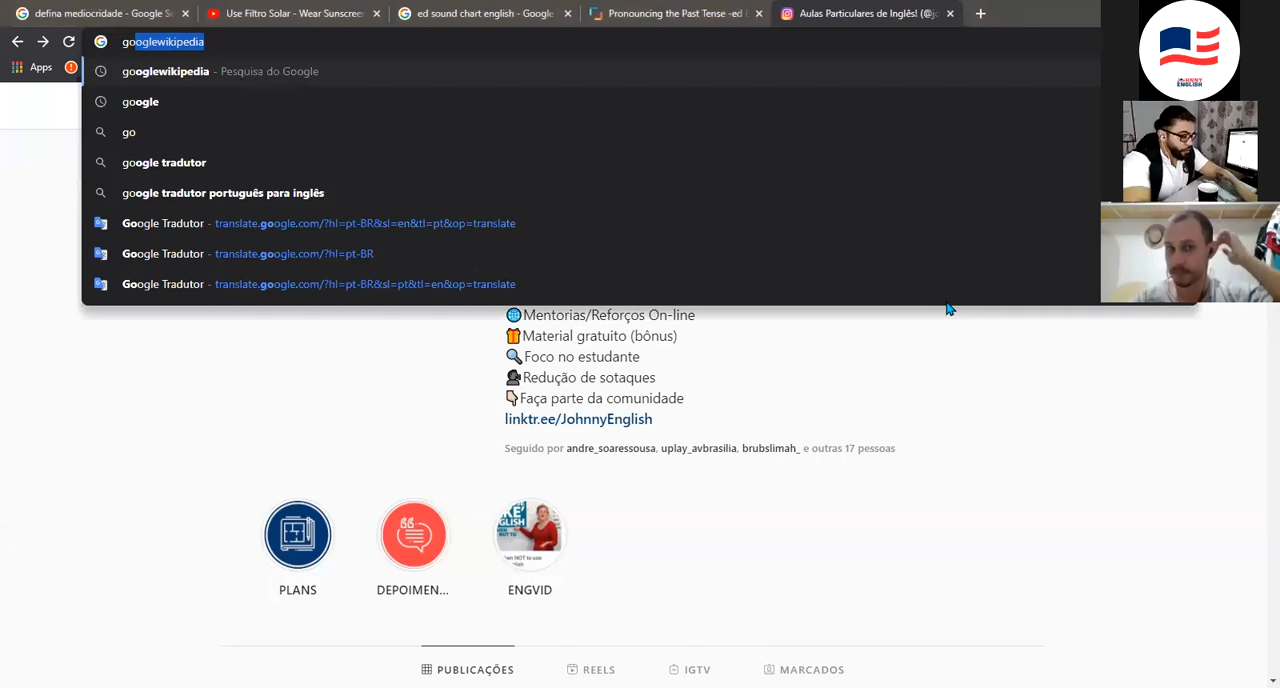 defina mediocridade - Google Se
Use Filtro Solar - Wear Sunscreen
ed sound chart english - Google
Pronouncing the Past Tense -ed E
Aulas Particulares de Inglês! (@jo
googlewikipedia
Apps
googlewikipedia - Pesquisa do Google
google
go
google tradutor
google tradutor português para inglês
Google Tradutor - translate.google.com/?hl=pt-BR&sl=en&tl=pt&op=translate
Google Tradutor - translate.google.com/?hl=pt-BR
Google Tradutor - translate.google.com/?hl=pt-BR&sl=pt&tl=en&op=translate
JOHNNY
ENGLISH
Mentorias/Reforços On-line
Material gratuito (bônus)
Foco no estudante
Redução de sotaques
Faça parte da comunidade
linktr.ee/JohnnyEnglish
Seguido por andre_soaressousa, uplay_avbrasilia, brubslimah_ e outras 17 pessoas
PLANS
DEPOIMEN...
ENGVID
PUBLICAÇÕES
REELS
IGTV
MARCADOS